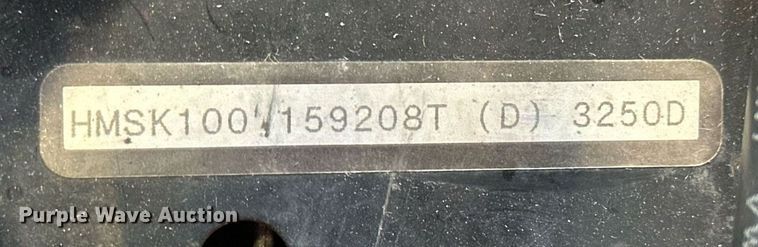 HMSK100 159208T (D) 3250D
Purple Wave Auction